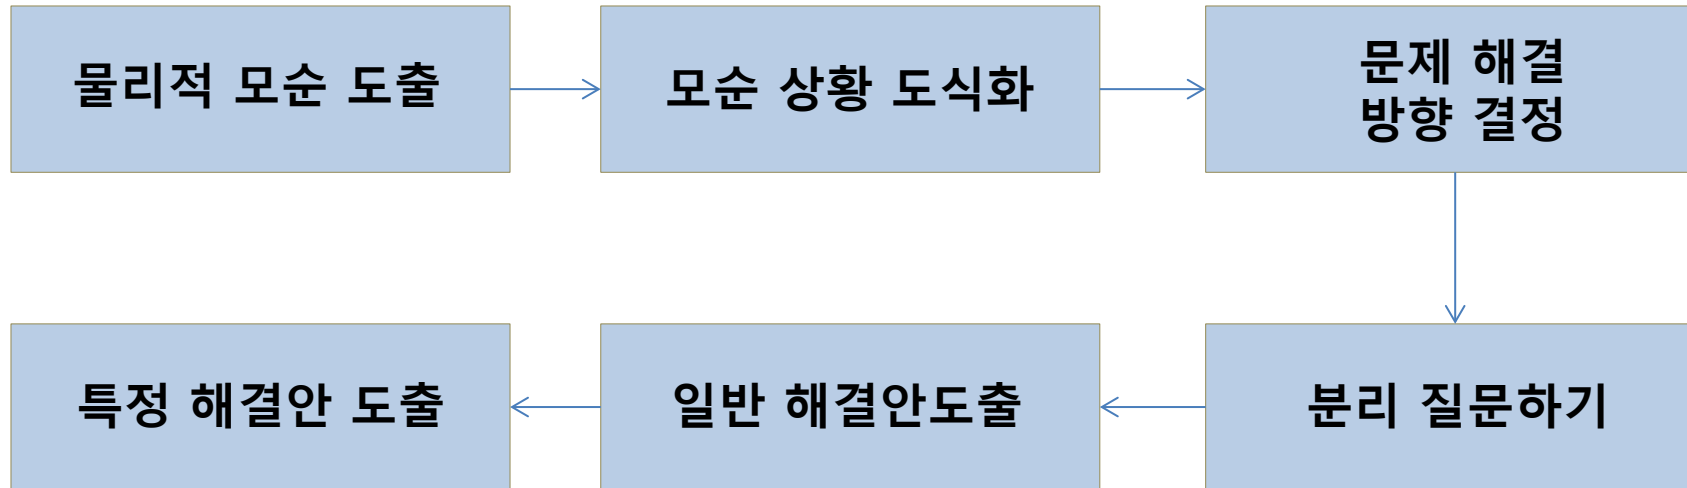 물리적 모순 도출
모순 상황 도식화
문제 해결
방향 결정
분리 질문하기
일반 해결안도출
특정 해결안 도출